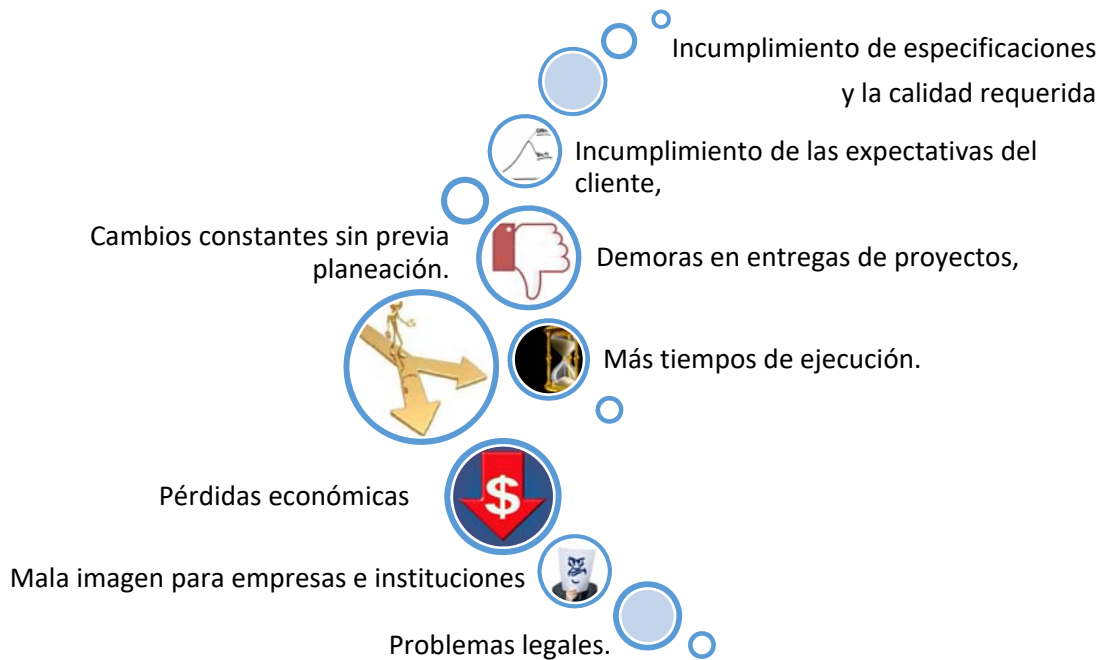 Incumplimiento de especificaciones
y la calidad requerida
Incumplimiento de las expectativas del
cliente,
Cambios constantes sin previa
planeación.
Demoras en entregas de proyectos,
Más tiempos de ejecución.
$
Pérdidas económicas
Mala imagen para empresas e instituciones
Problemas legales.